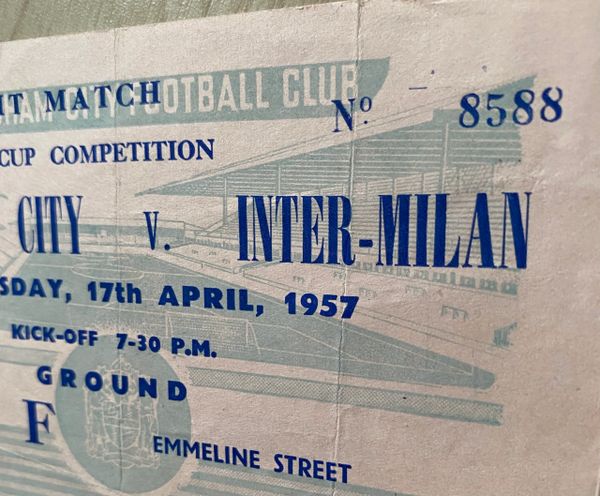 HAM CITY FOOTBALL CLUB
IT MATCH
Nº 8588
CUP COMPETITION
CITY V. INTER-MILAN
SDAY, 17th APRIL, 1957
KICK-OFF 7-30 P.M.
GROUND
F EMMELINE STREET